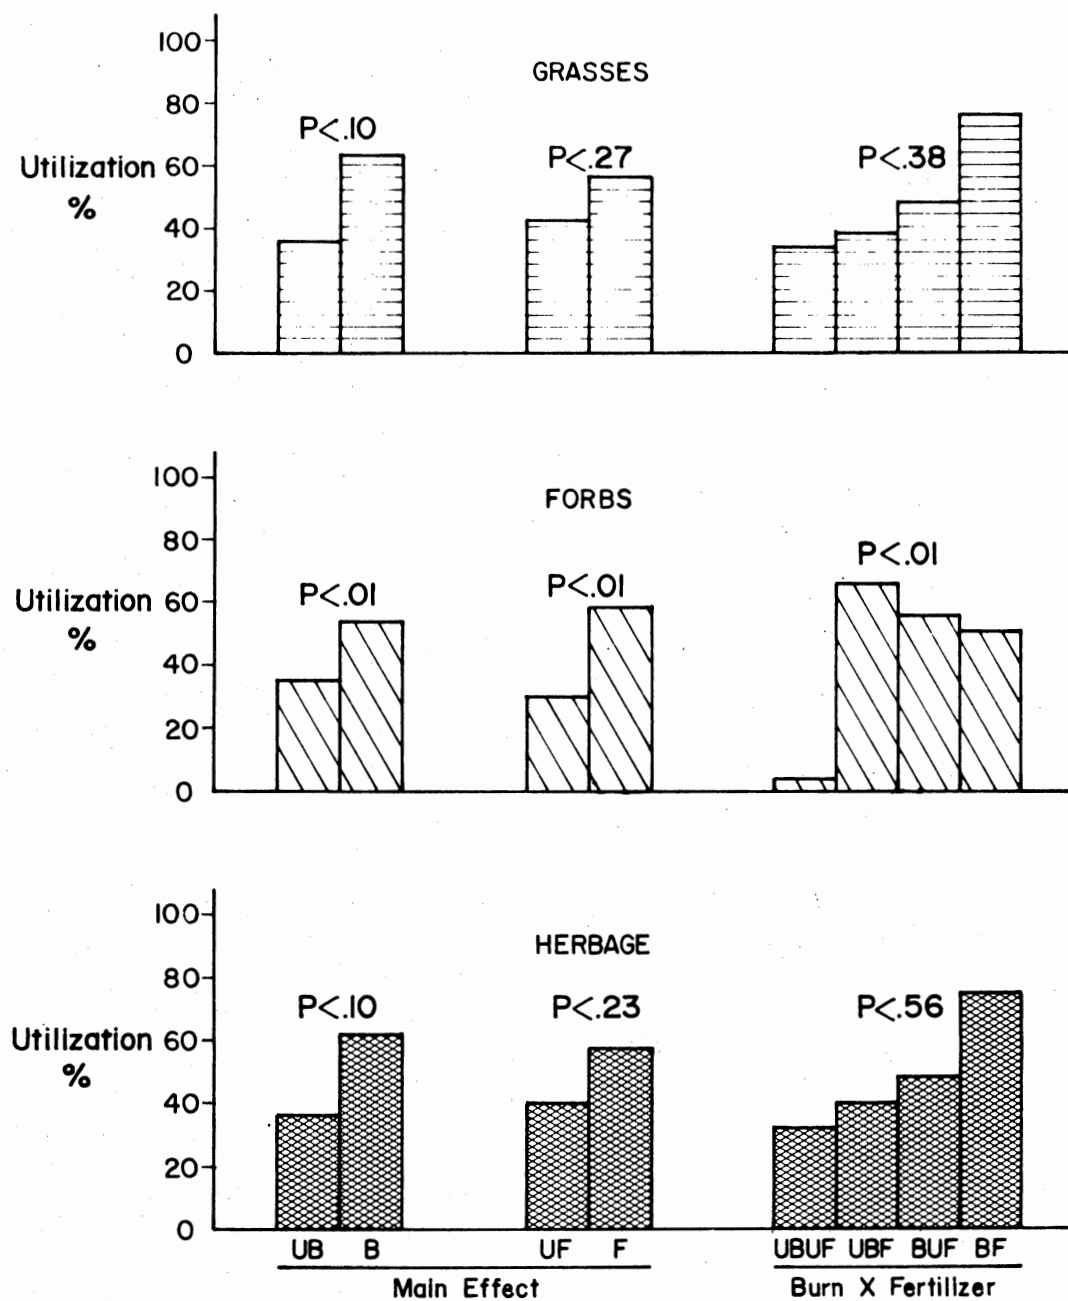 100
GRASSES
80
P<.10
P<.27
P<.38
Utilization 60
%
40
20
0
100
FORBS
80
P<.01
P<.01
P<.01
Utilization 60
%
40
20
0
100
HERBAGE
80
P<.10
P<.23
P<.56
Utilization 60
%
40
20
0
UB B UF F UBUF UBF BUF BF
Main Effect Burn X Fertilizer